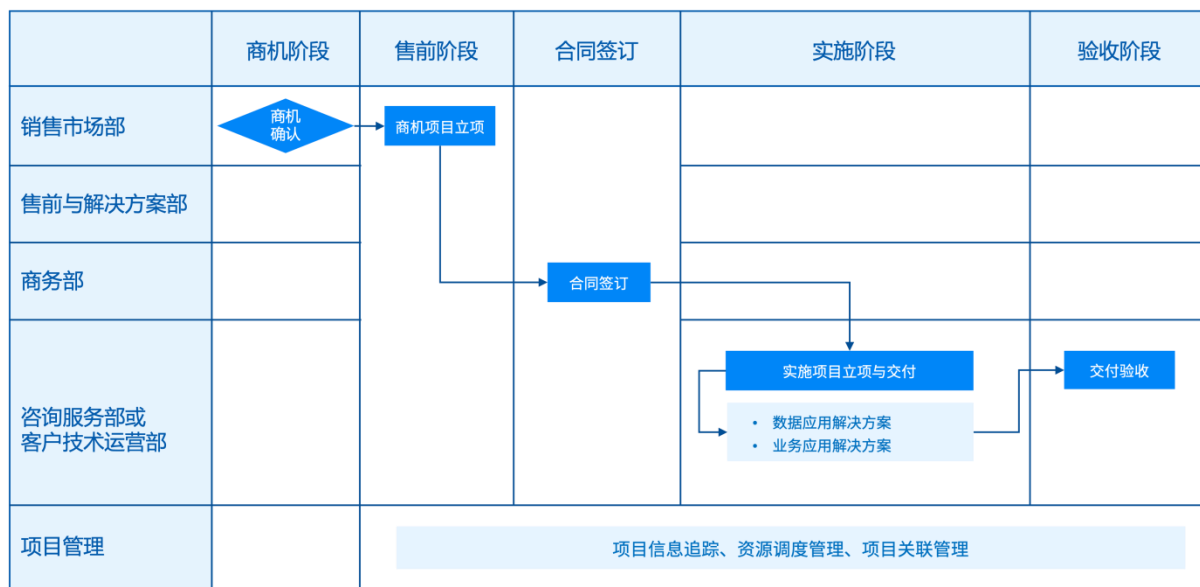 商机阶段
售前阶段
合同签订
实施阶段
验收阶段
销售市场部
商机
确认
商机项目立项
售前与解决方案部
商务部
合同签订
咨询服务部或
客户技术运营部
实施项目立项与交付
• 数据应用解决方案
• 业务应用解决方案
交付验收
项目管理
项目信息追踪、资源调度管理、项目关联管理